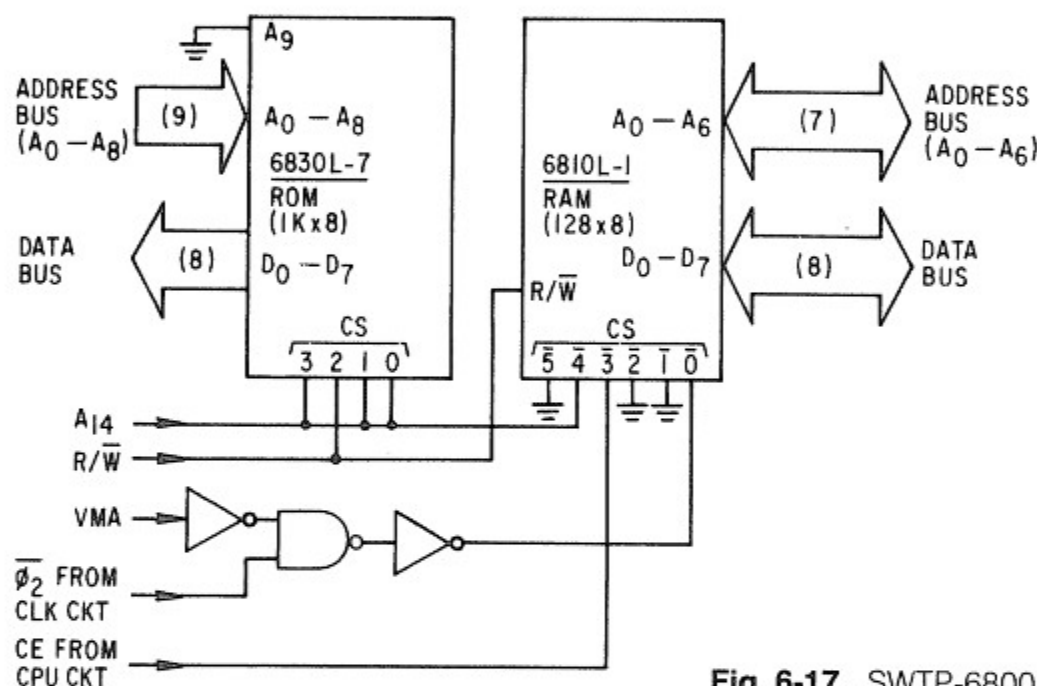 A9
ADDRESS
BUS
(A0 – A8)
(9)
A0 – A8
6830L-7
ROM
(1K x 8)
DATA
BUS
(8)
D0 – D7
CS
3 2 1 0
A0 – A6
6810L-1
RAM
(128x8)
D0 – D7
R/W̅
CS
5̅ 4̅ 3̅ 2̅ 1̅ 0̅
(7)
ADDRESS
BUS
(A0 – A6)
(8)
DATA
BUS
A14
R/W̅
VMA
ø̅2̅ FROM
CLK CKT
CE FROM
CPU CKT
Fig. 6-17 SWTP-6800